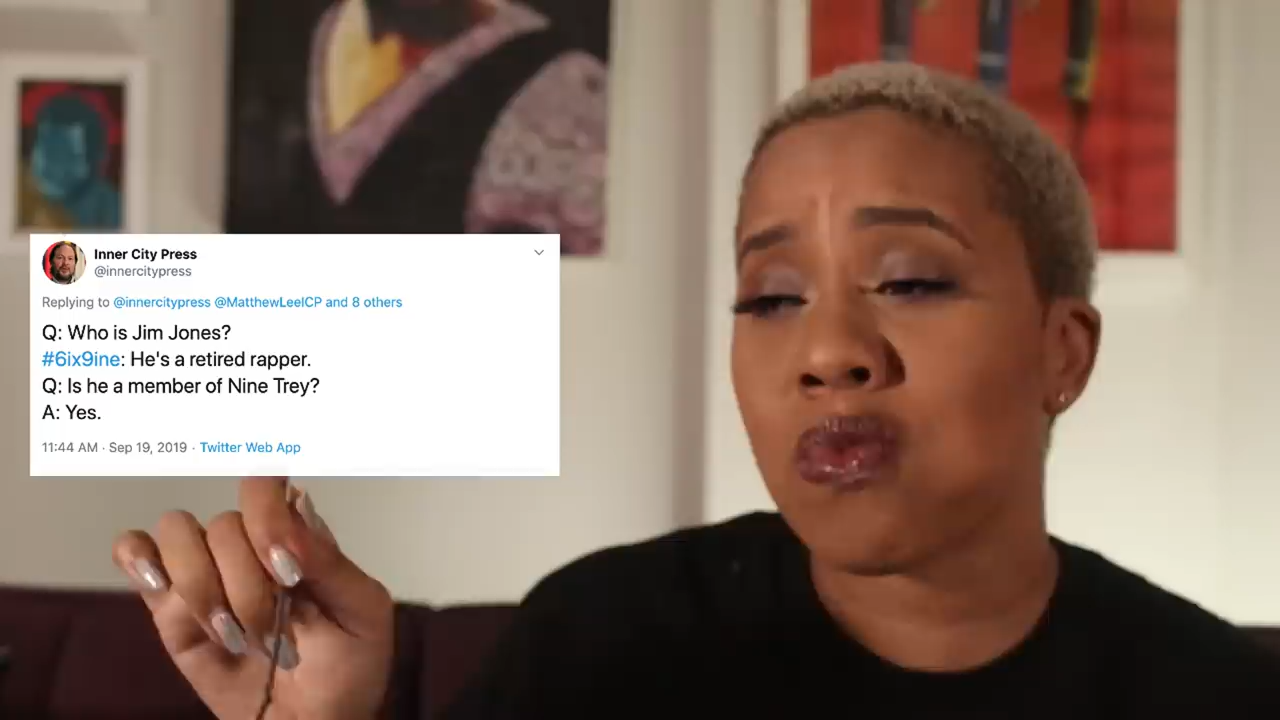 Inner City Press
@innercitypress
Replying to @innercitypress @MatthewLeeICP and 8 others
Q: Who is Jim Jones?
#6ix9ine: He's a retired rapper.
Q: Is he a member of Nine Trey?
A: Yes.
11:44 AM · Sep 19, 2019 · Twitter Web App